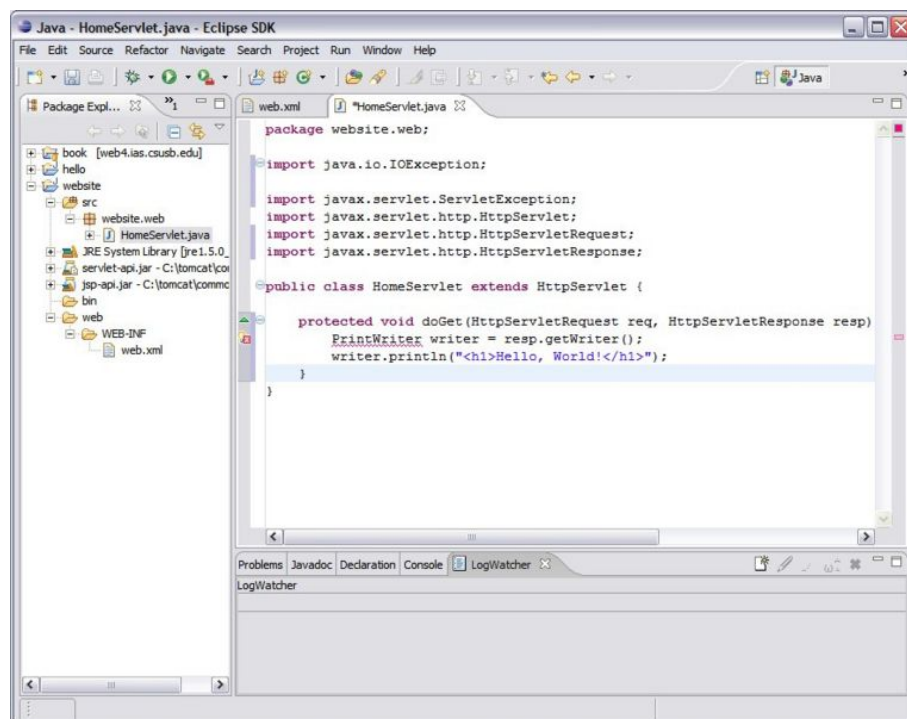 Java - HomeServlet.java - Eclipse SDK
File Edit Source Refactor Navigate Search Project Run Window Help
Java
Package Expl...
1
web.xml
*HomeServlet.java
book [web4.ias.csusb.edu]
hello
website
src
website.web
HomeServlet.java
JRE System Library [jre1.5.0_
servlet-api.jar - C:\tomcat\co
jsp-api.jar - C:\tomcat\commo
bin
web
WEB-INF
web.xml
package website.web;
import java.io.IOException;
import javax.servlet.ServletException;
import javax.servlet.http.HttpServlet;
import javax.servlet.http.HttpServletRequest;
import javax.servlet.http.HttpServletResponse;
public class HomeServlet extends HttpServlet {
protected void doGet(HttpServletRequest req, HttpServletResponse resp)
PrintWriter writer = resp.getWriter();
writer.println("<h1>Hello, World!</h1>");
}
}
Problems Javadoc Declaration Console LogWatcher
LogWatcher